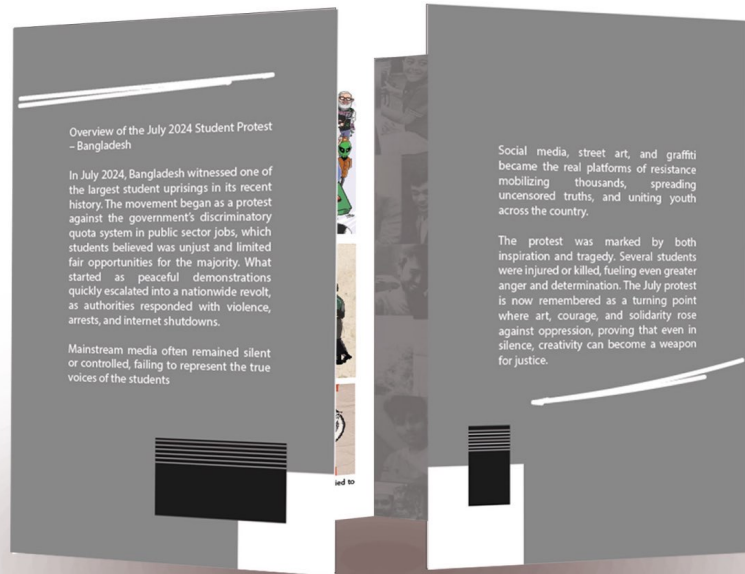 Overview of the July 2024 Student Protest
– Bangladesh
In July 2024, Bangladesh witnessed one of
the largest student uprisings in its recent
history. The movement began as a protest
against the government's discriminatory
quota system in public sector jobs, which
students believed was unjust and limited
fair opportunities for the majority. What
started as peaceful demonstrations
quickly escalated into a nationwide revolt,
as authorities responded with violence,
arrests, and internet shutdowns.
Mainstream media often remained silent
or controlled, failing to represent the true
voices of the students
ied to
Social media, street art, and graffiti
became the real platforms of resistance
mobilizing thousands, spreading
uncensored truths, and uniting youth
across the country.
The protest was marked by both
inspiration and tragedy. Several students
were injured or killed, fueling even greater
anger and determination. The July protest
is now remembered as a turning point
where art, courage, and solidarity rose
against oppression, proving that even in
silence, creativity can become a weapon
for justice.